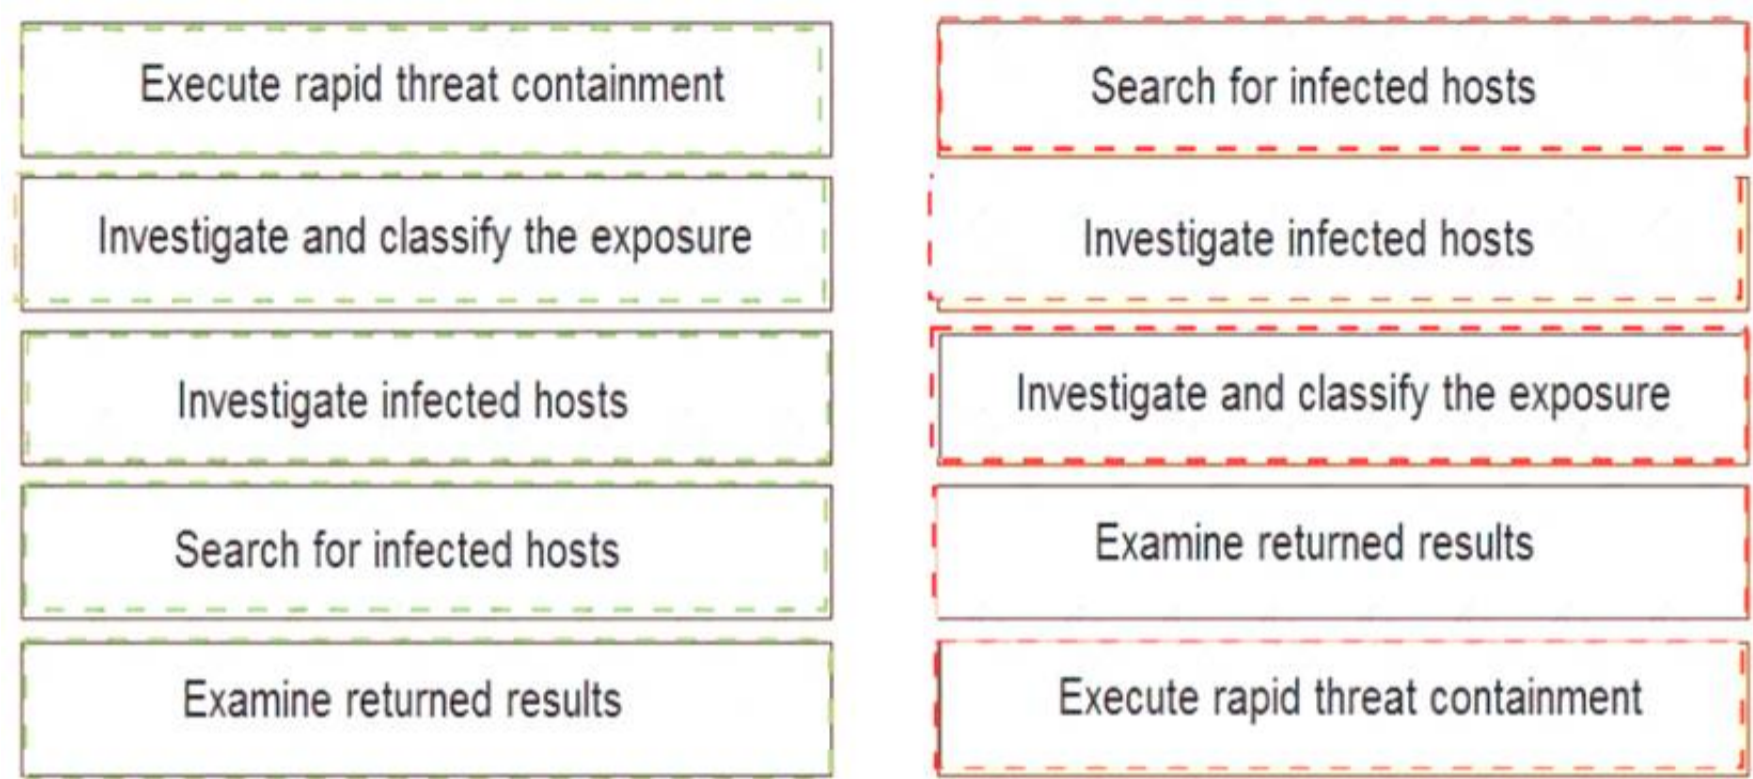 Execute rapid threat containment
Investigate and classify the exposure
Investigate infected hosts
Search for infected hosts
Examine returned results
Search for infected hosts
Investigate infected hosts
Investigate and classify the exposure
Examine returned results
Execute rapid threat containment